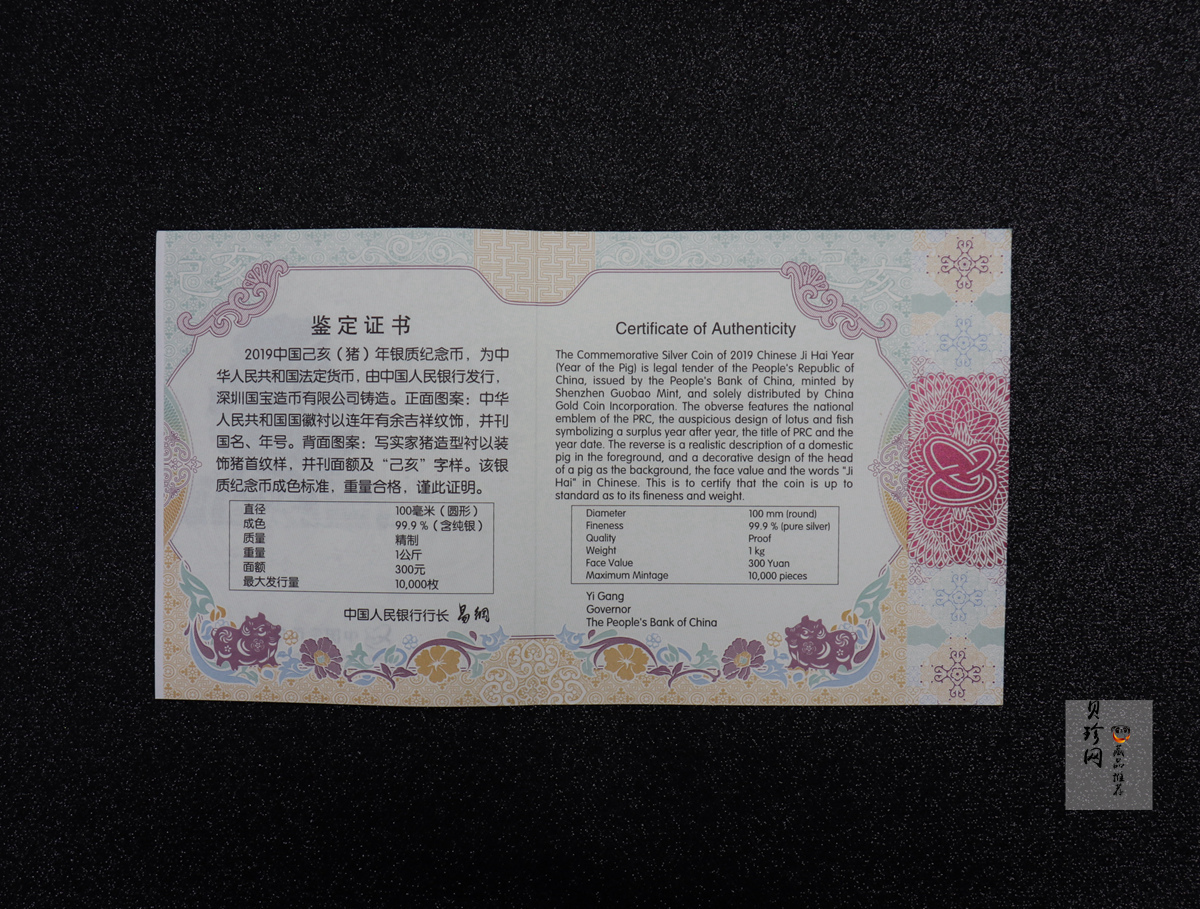 己亥
己亥
鉴定证书
2019中国己亥（猪）年银质纪念币，为中
华人民共和国法定货币，由中国人民银行发行，
深圳国宝造币有限公司铸造。正面图案：中华
人民共和国国徽衬以连年有余吉祥纹饰，并刊
国名、年号。背面图案：写实家猪造型衬以装
饰猪首纹样，并刊面额及“己亥”字样。该银
质纪念币成色标准，重量合格，谨此证明。
直径 100毫米（圆形）
成色 99.9 %（含纯银）
质量 精制
重量 1公斤
面额 300元
最大发行量 10,000枚
中国人民银行行长 易纲
Certificate of Authenticity
The Commemorative Silver Coin of 2019 Chinese Ji Hai Year
(Year of the Pig) is legal tender of the People's Republic of
China, issued by the People's Bank of China, minted by
Shenzhen Guobao Mint, and solely distributed by China
Gold Coin Incorporation. The obverse features the national
emblem of the PRC, the auspicious design of lotus and fish
symbolizing a surplus year after year, the title of PRC and the
year date. The reverse is a realistic description of a domestic
pig in the foreground, and a decorative design of the head
of a pig as the background, the face value and the words "Ji
Hai" in Chinese. This is to certify that the coin is up to
standard as to its fineness and weight.
Diameter 100 mm (round)
Fineness 99.9 % (pure silver)
Quality Proof
Weight 1 kg
Face Value 300 Yuan
Maximum Mintage 10,000 pieces
Yi Gang
Governor
The People's Bank of China
贝珍网
藏品推荐